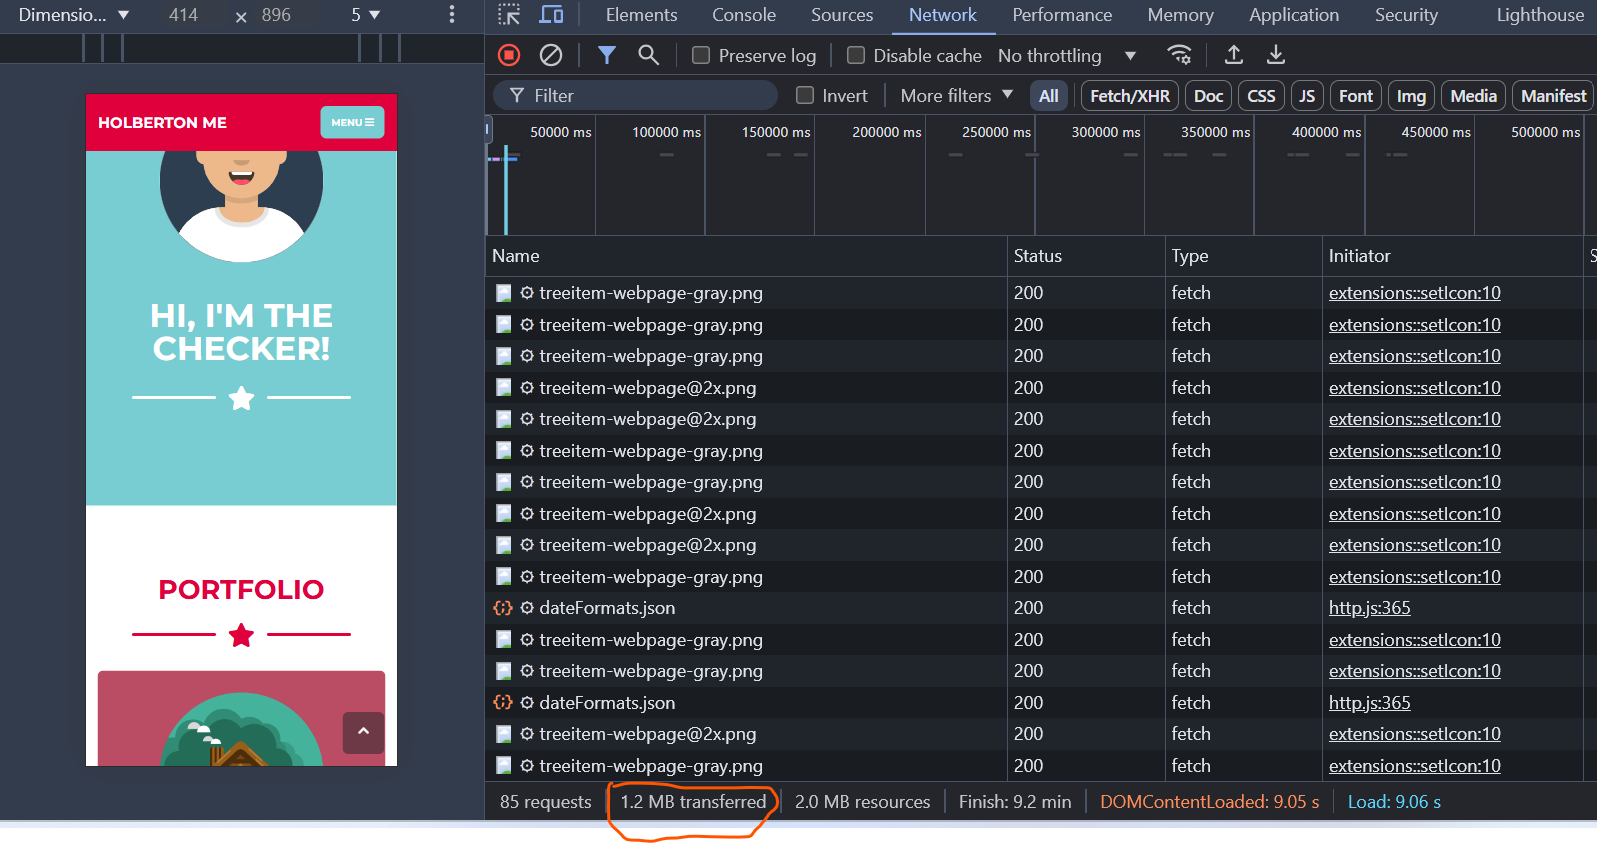 Dimensio... 414 × 896 5
Elements Console Sources Network Performance Memory Application Security Lighthouse
Preserve log Disable cache No throttling
Filter Invert More filters All Fetch/XHR Doc CSS JS Font Img Media Manifest
50000 ms 100000 ms 150000 ms 200000 ms 250000 ms 300000 ms 350000 ms 400000 ms 450000 ms 500000 ms
HOLBERTON ME MENU
HI, I'M THE
CHECKER!
PORTFOLIO
Name Status Type Initiator S
treeitem-webpage-gray.png 200 fetch extensions::setIcon:10
treeitem-webpage-gray.png 200 fetch extensions::setIcon:10
treeitem-webpage-gray.png 200 fetch extensions::setIcon:10
treeitem-webpage@2x.png 200 fetch extensions::setIcon:10
treeitem-webpage@2x.png 200 fetch extensions::setIcon:10
treeitem-webpage-gray.png 200 fetch extensions::setIcon:10
treeitem-webpage-gray.png 200 fetch extensions::setIcon:10
treeitem-webpage@2x.png 200 fetch extensions::setIcon:10
treeitem-webpage@2x.png 200 fetch extensions::setIcon:10
treeitem-webpage-gray.png 200 fetch extensions::setIcon:10
dateFormats.json 200 fetch http.js:365
treeitem-webpage-gray.png 200 fetch extensions::setIcon:10
treeitem-webpage-gray.png 200 fetch extensions::setIcon:10
dateFormats.json 200 fetch http.js:365
treeitem-webpage@2x.png 200 fetch extensions::setIcon:10
treeitem-webpage-gray.png 200 fetch extensions::setIcon:10
85 requests 1.2 MB transferred 2.0 MB resources Finish: 9.2 min DOMContentLoaded: 9.05 s Load: 9.06 s